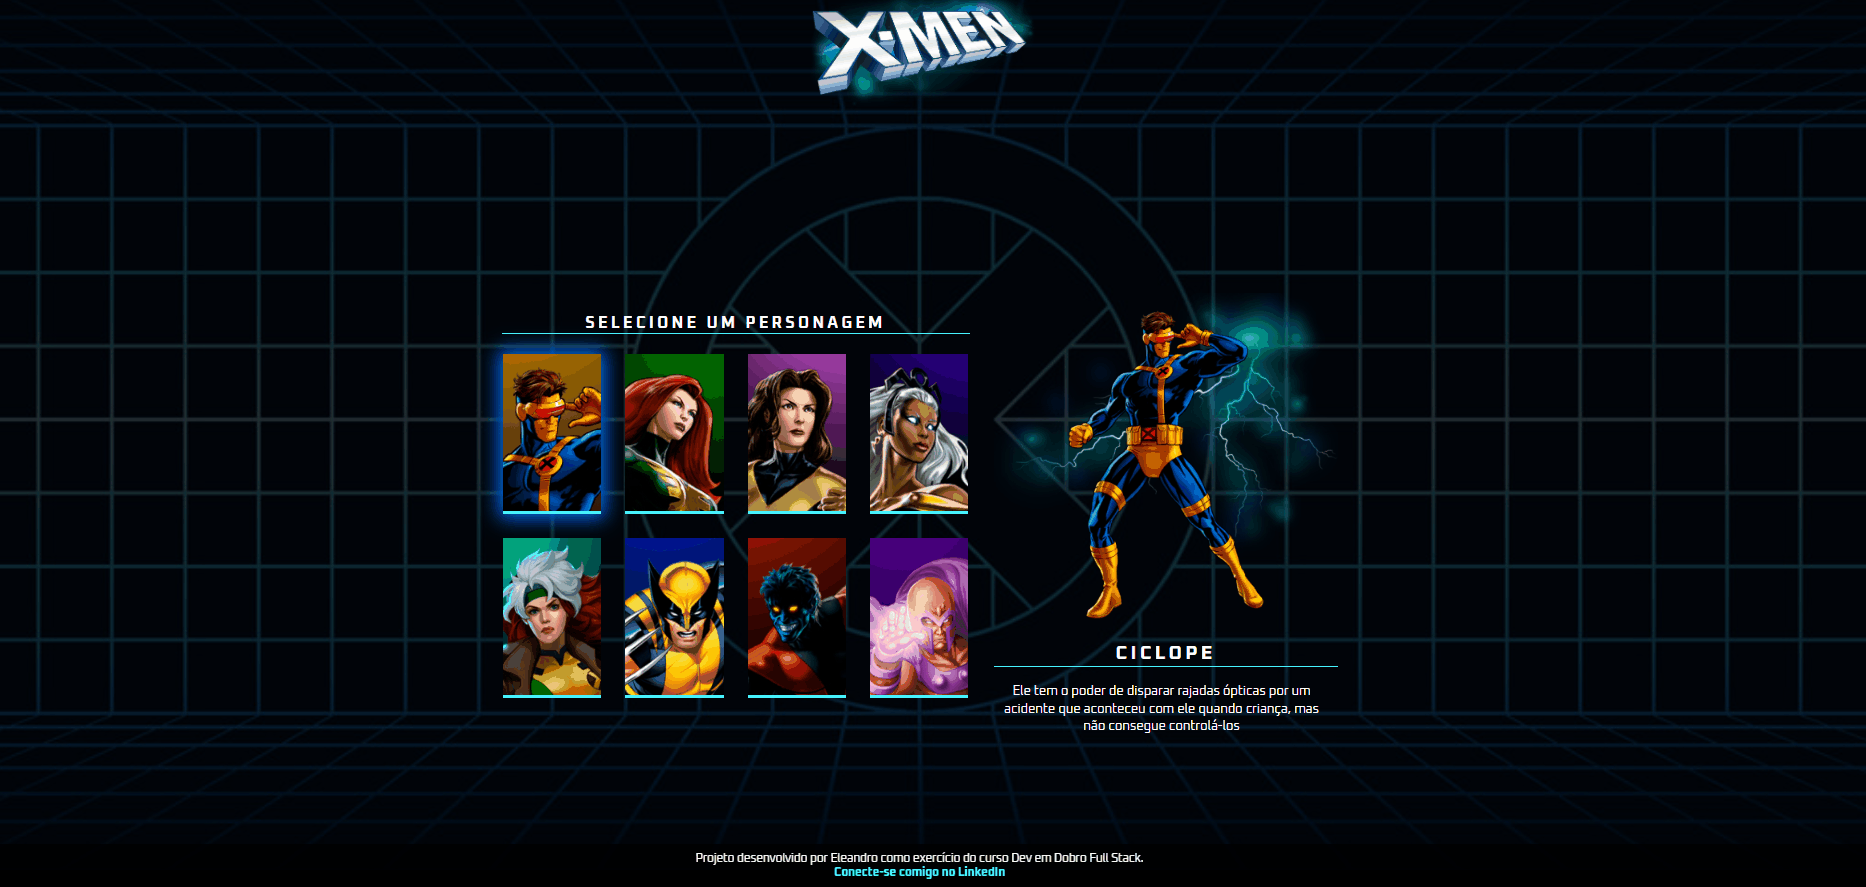 X-MEN
SELECIONE UM PERSONAGEM
CICLOPE
Ele tem o poder de disparar rajadas ópticas por um
acidente que aconteceu com ele quando criança, mas
não consegue controlá-los
Projeto desenvolvido por Eleandro como exercício do curso Dev em Dobro Full Stack.
Conecte-se comigo no LinkedIn